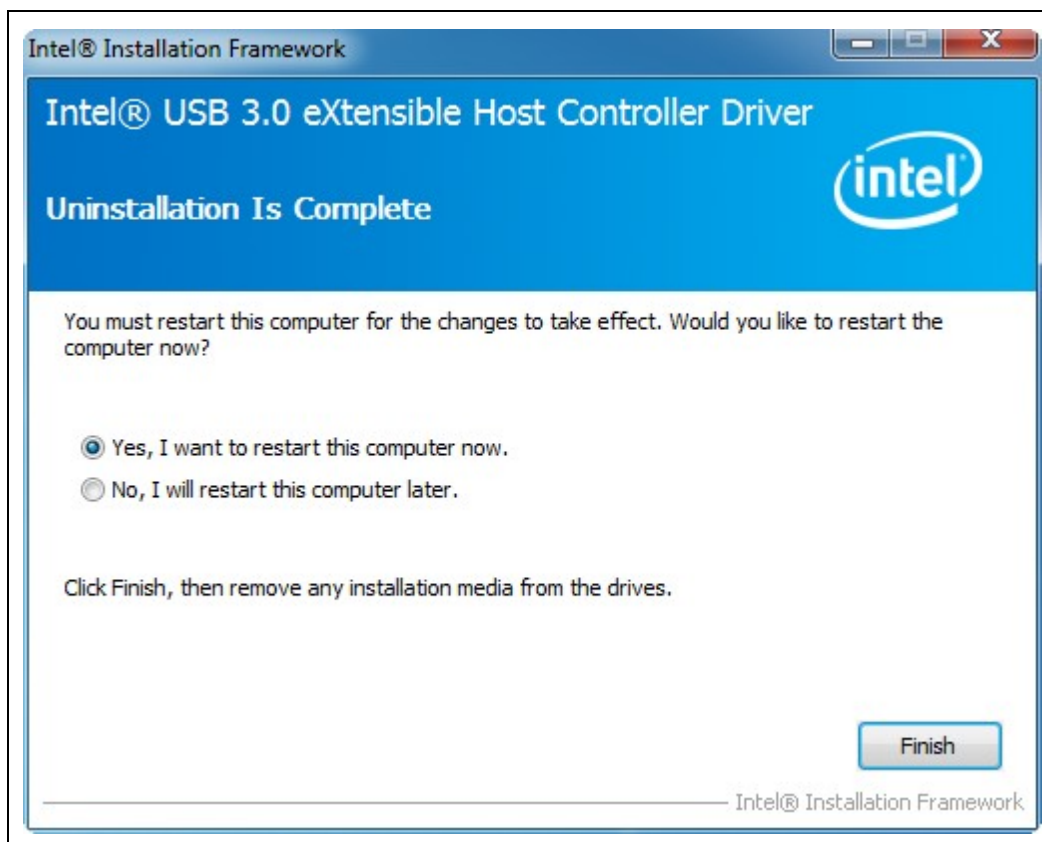 Intel® Installation Framework
Intel® USB 3.0 eXtensible Host Controller Driver
intel
Uninstallation Is Complete
You must restart this computer for the changes to take effect. Would you like to restart the
computer now?
Yes, I want to restart this computer now.
No, I will restart this computer later.
Click Finish, then remove any installation media from the drives.
Finish
Intel® Installation Framework